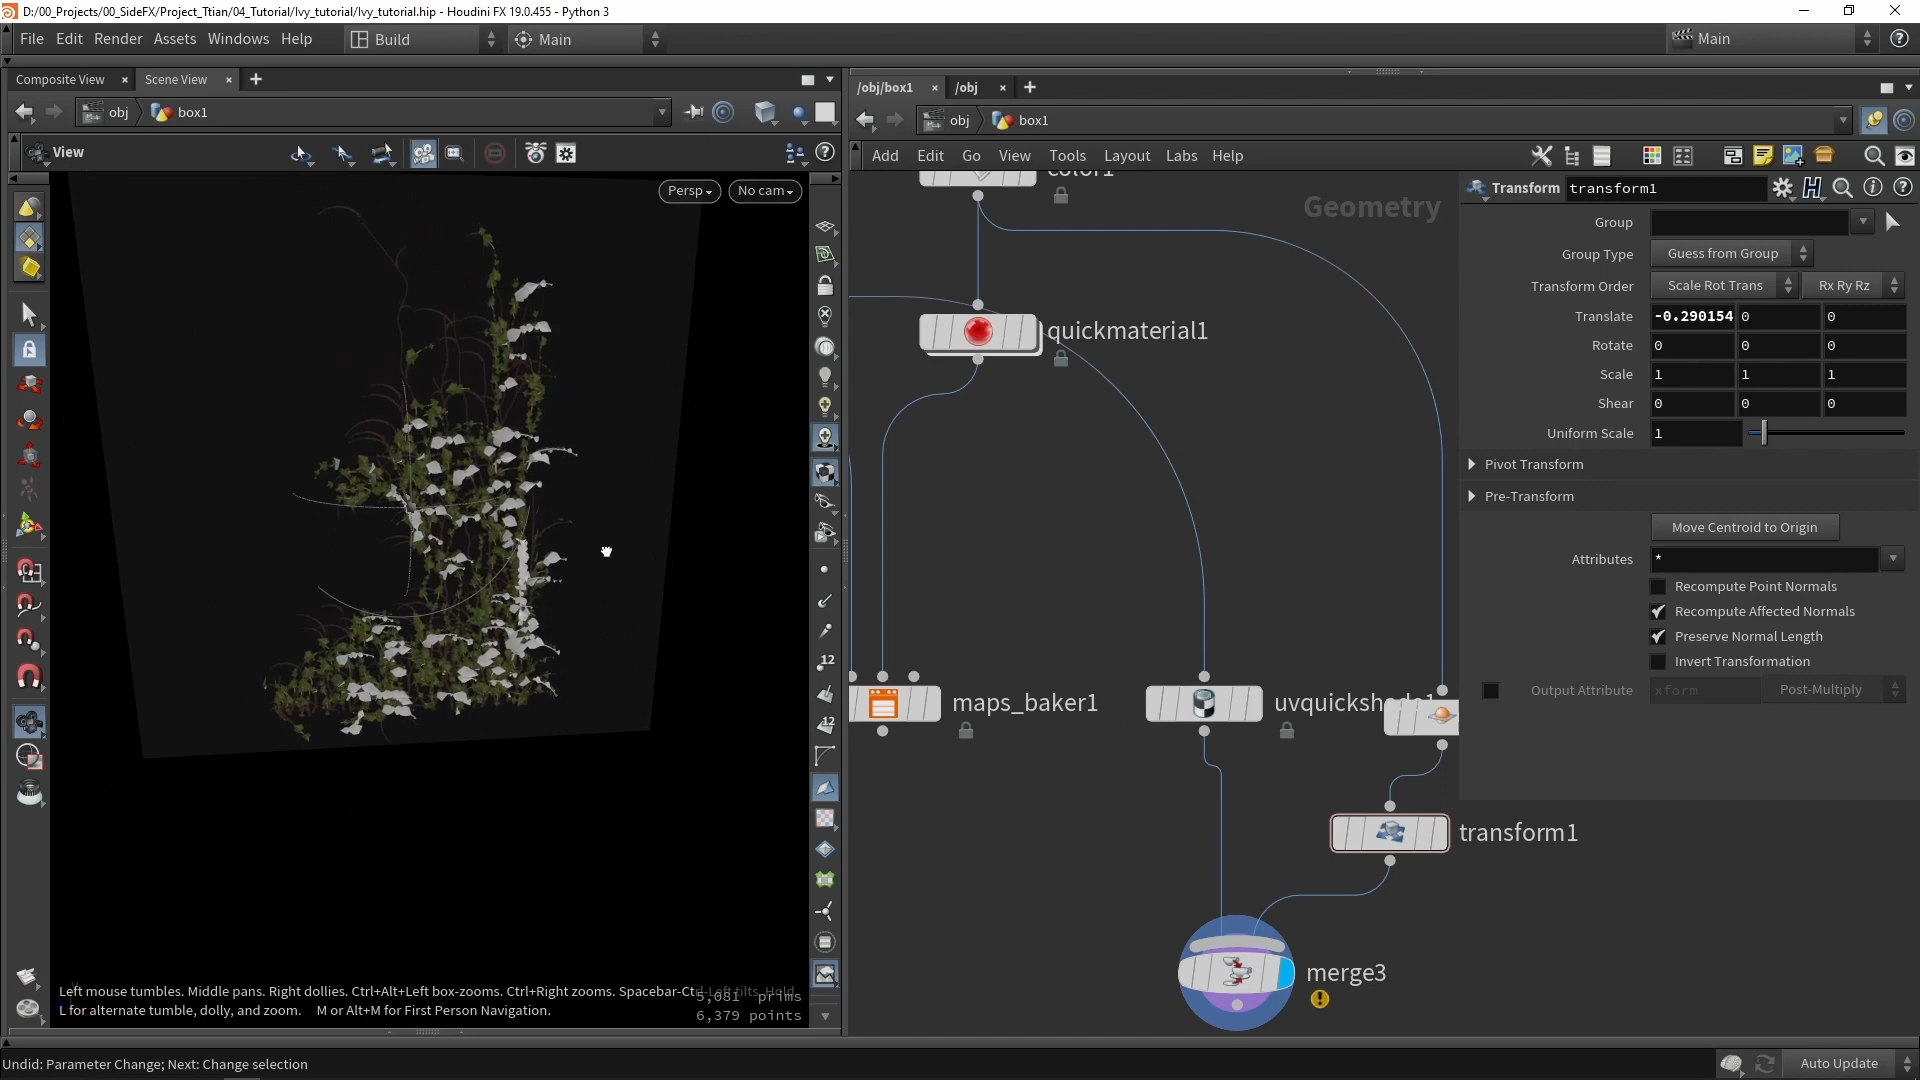 D:/00_Projects/00_SideFX/Project_Ttian/04_Tutorial/Ivy_tutorial/Ivy_tutorial.hip - Houdini FX 19.0.455 - Python 3
File Edit Render Assets Windows Help Build Main Main
Composite View × Scene View × +
/obj/box1 × /obj × +
obj box1
obj box1
View
Add Edit Go View Tools Layout Labs Help
Persp No cam
color1
Geometry
quickmaterial1
maps_baker1
uvquickshade1
transform1
merge3
Transform transform1
Group
Group Type Guess from Group
Transform Order Scale Rot Trans Rx Ry Rz
Translate -0.290154 0 0
Rotate 0 0 0
Scale 1 1 1
Shear 0 0 0
Uniform Scale 1
Pivot Transform
Pre-Transform
Move Centroid to Origin
Attributes *
Recompute Point Normals
Recompute Affected Normals
Preserve Normal Length
Invert Transformation
Output Attribute xform Post-Multiply
12
12
Left mouse tumbles. Middle pans. Right dollies. Ctrl+Alt+Left box-zooms. Ctrl+Right zooms. Spacebar-Ctrl-Left tilts. Hold
L for alternate tumble, dolly, and zoom. M or Alt+M for First Person Navigation.
5,081 prims
6,379 points
Undid: Parameter Change; Next: Change selection
Auto Update